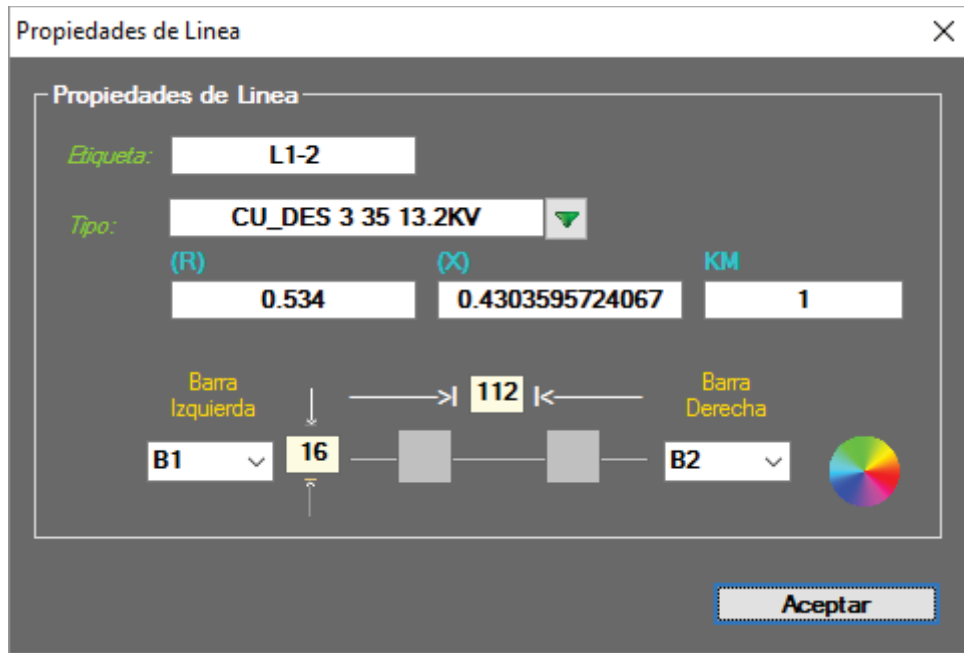 Propiedades de Linea
Propiedades de Linea
Etiqueta: L1-2
Tipo: CU_DES 3 35 13.2KV
(R) (X) KM
0.534 0.4303595724067 1
Barra Izquierda
>| 112 |<
Barra Derecha
B1 16 B2
Aceptar